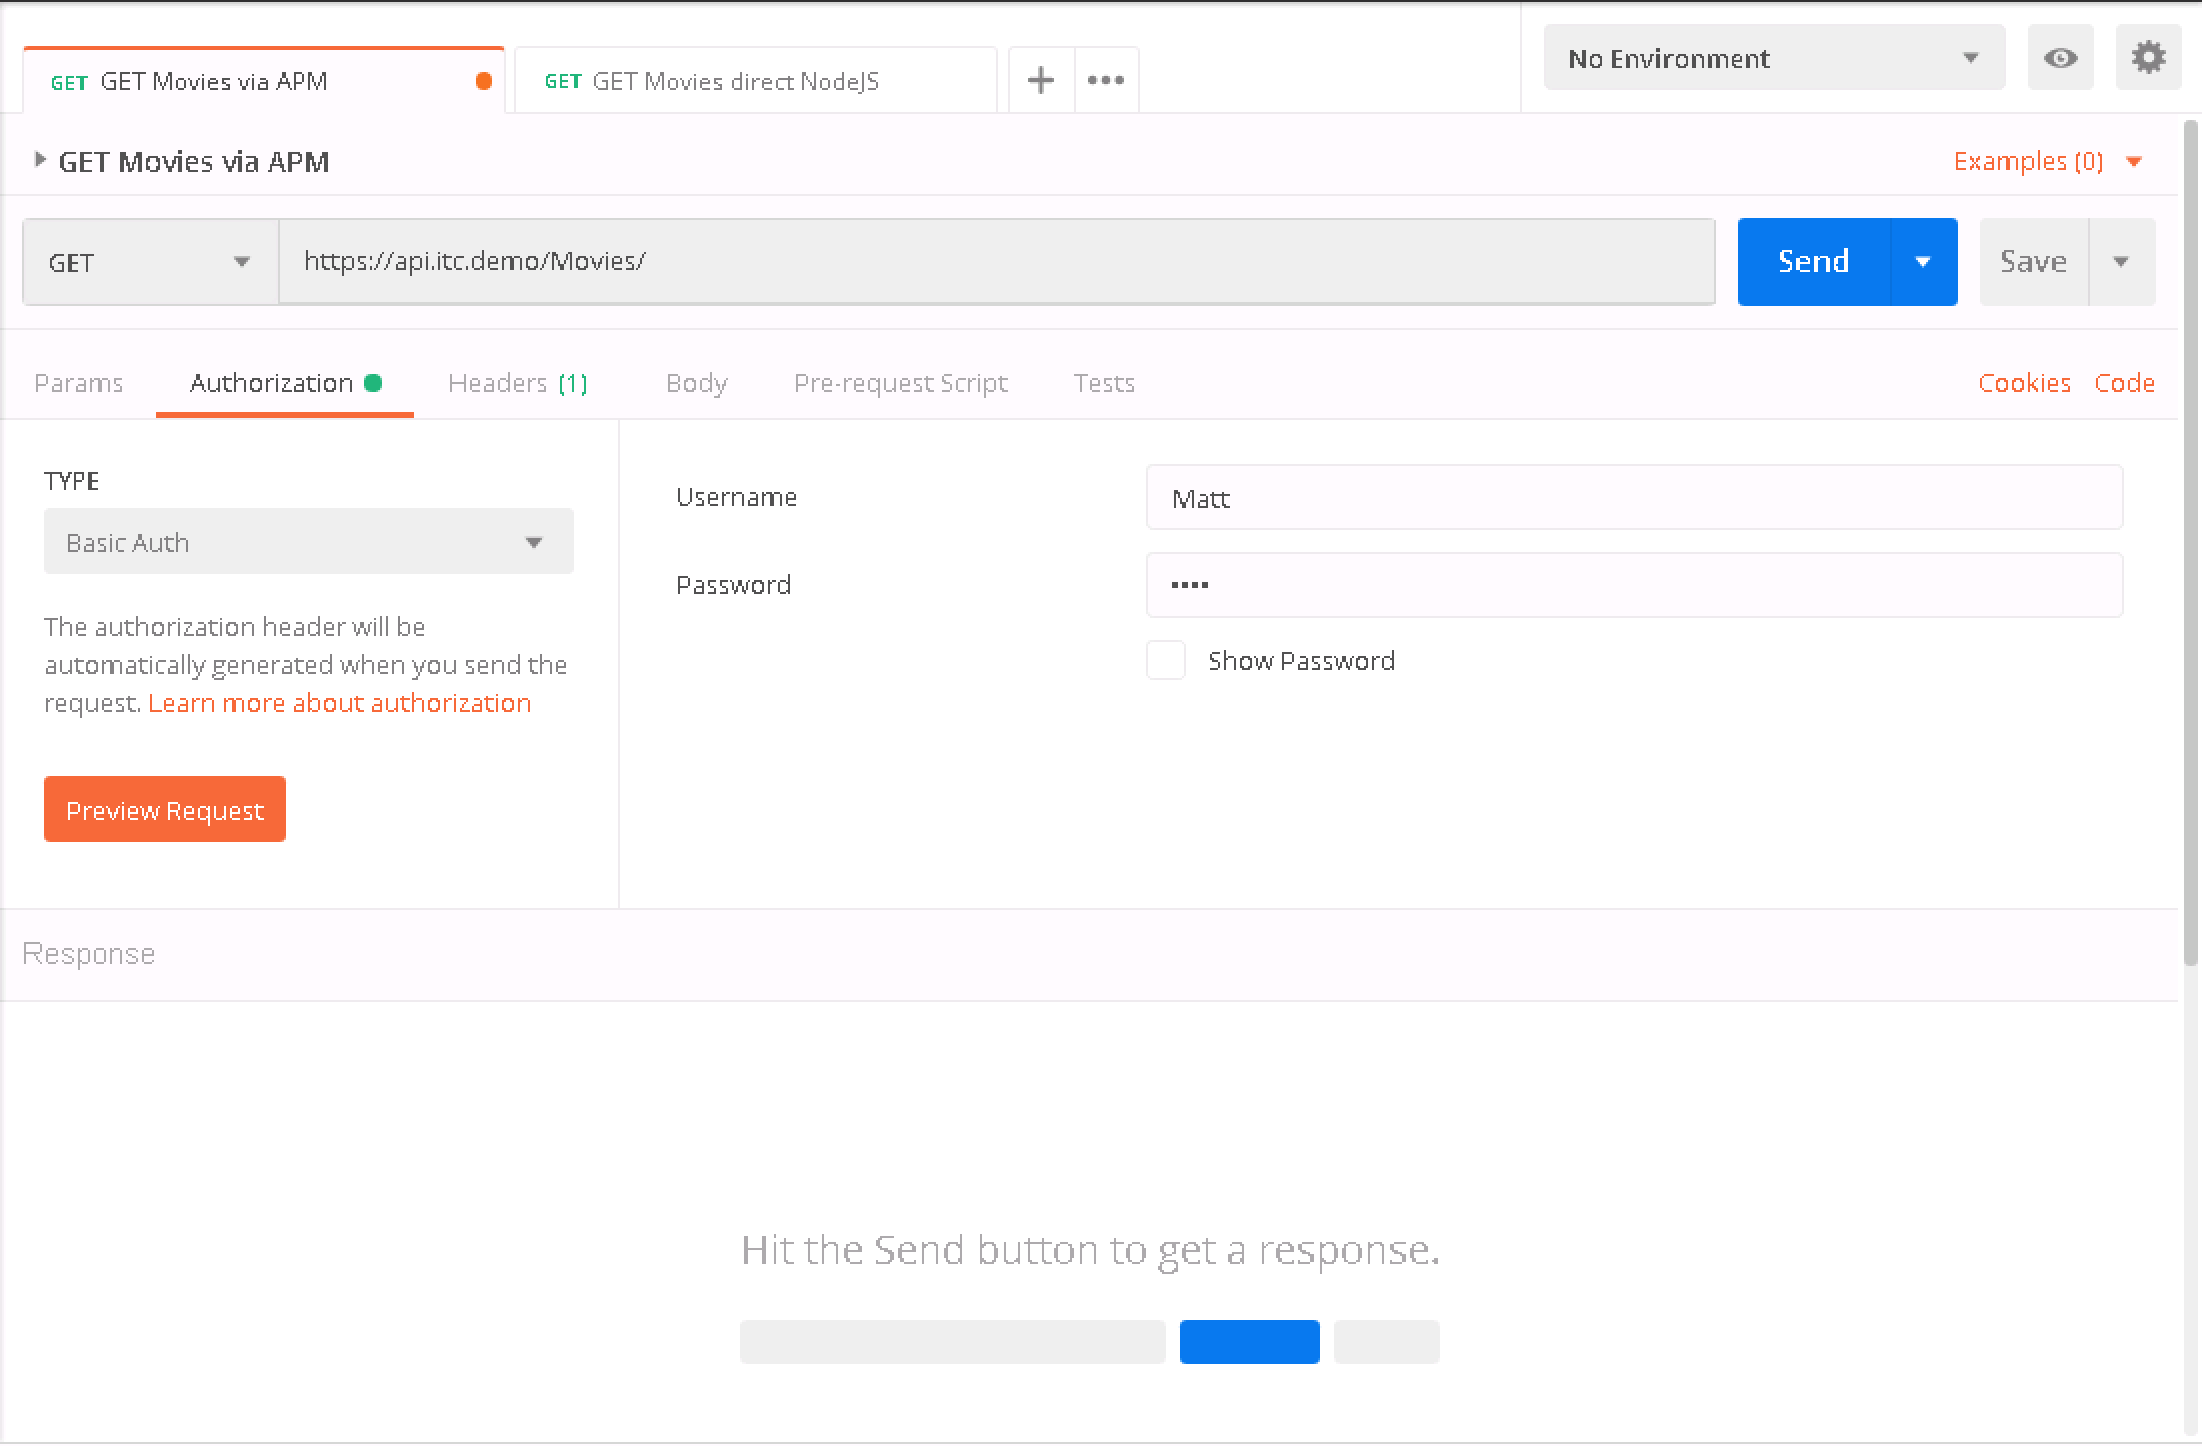 GET GET Movies via APM
GET GET Movies direct NodeJS
No Environment
GET Movies via APM
Examples (0)
GET
https://api.itc.demo/Movies/
Send
Save
Params
Authorization
Headers (1)
Body
Pre-request Script
Tests
Cookies
Code
TYPE
Basic Auth
The authorization header will be
automatically generated when you send the
request. Learn more about authorization
Preview Request
Username
Matt
Password
••••
Show Password
Response
Hit the Send button to get a response.